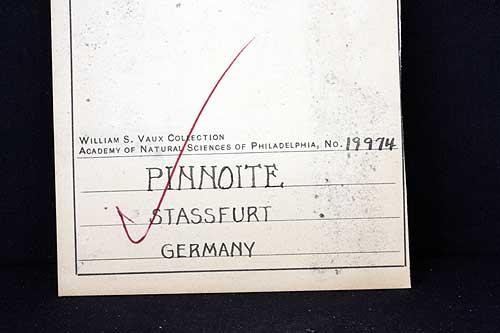 WILLIAM S. VAUX COLLECTION
ACADEMY OF NATURAL SCIENCES OF PHILADELPHIA, NO. 19974
PINNOITE
STASSFURT
GERMANY